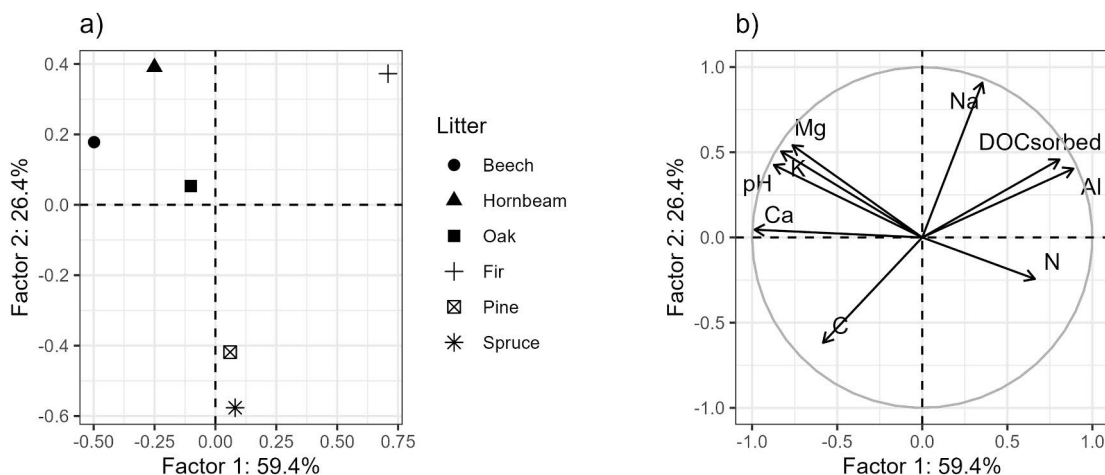 a)
Factor 2: 26.4%
0.4
0.2
0.0
-0.2
-0.4
-0.6
-0.50
-0.25
0.00
0.25
0.50
0.75
Factor 1: 59.4%
Litter
Beech
Hornbeam
Oak
Fir
Pine
Spruce
b)
Factor 2: 26.4%
1.0
0.5
0.0
-0.5
-1.0
Na
Mg
DOCsorbed
K
pH
Al
Ca
N
C
-1.0
-0.5
0.0
0.5
1.0
Factor 1: 59.4%